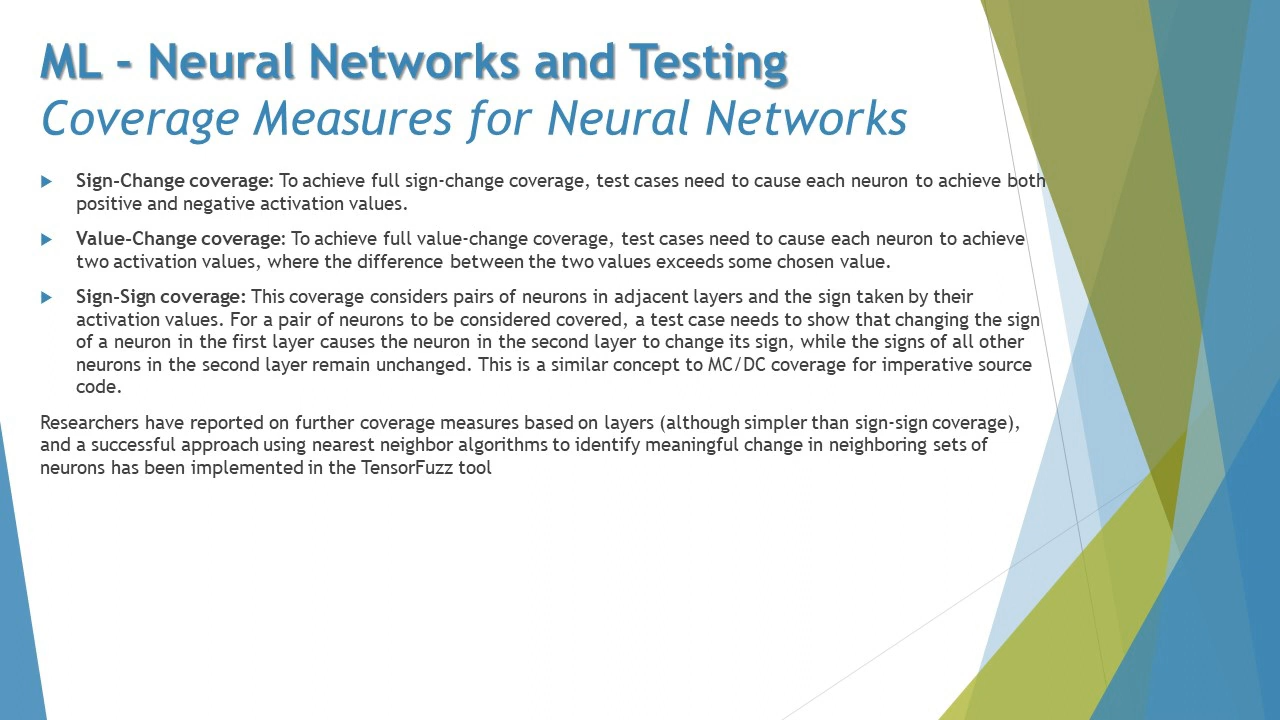 ML - Neural Networks and Testing
Coverage Measures for Neural Networks
Sign-Change coverage: To achieve full sign-change coverage, test cases need to cause each neuron to achieve both
positive and negative activation values.
Value-Change coverage: To achieve full value-change coverage, test cases need to cause each neuron to achieve
two activation values, where the difference between the two values exceeds some chosen value.
Sign-Sign coverage: This coverage considers pairs of neurons in adjacent layers and the sign taken by their
activation values. For a pair of neurons to be considered covered, a test case needs to show that changing the sign
of a neuron in the first layer causes the neuron in the second layer to change its sign, while the signs of all other
neurons in the second layer remain unchanged. This is a similar concept to MC/DC coverage for imperative source
code.
Researchers have reported on further coverage measures based on layers (although simpler than sign-sign coverage),
and a successful approach using nearest neighbor algorithms to identify meaningful change in neighboring sets of
neurons has been implemented in the TensorFuzz tool